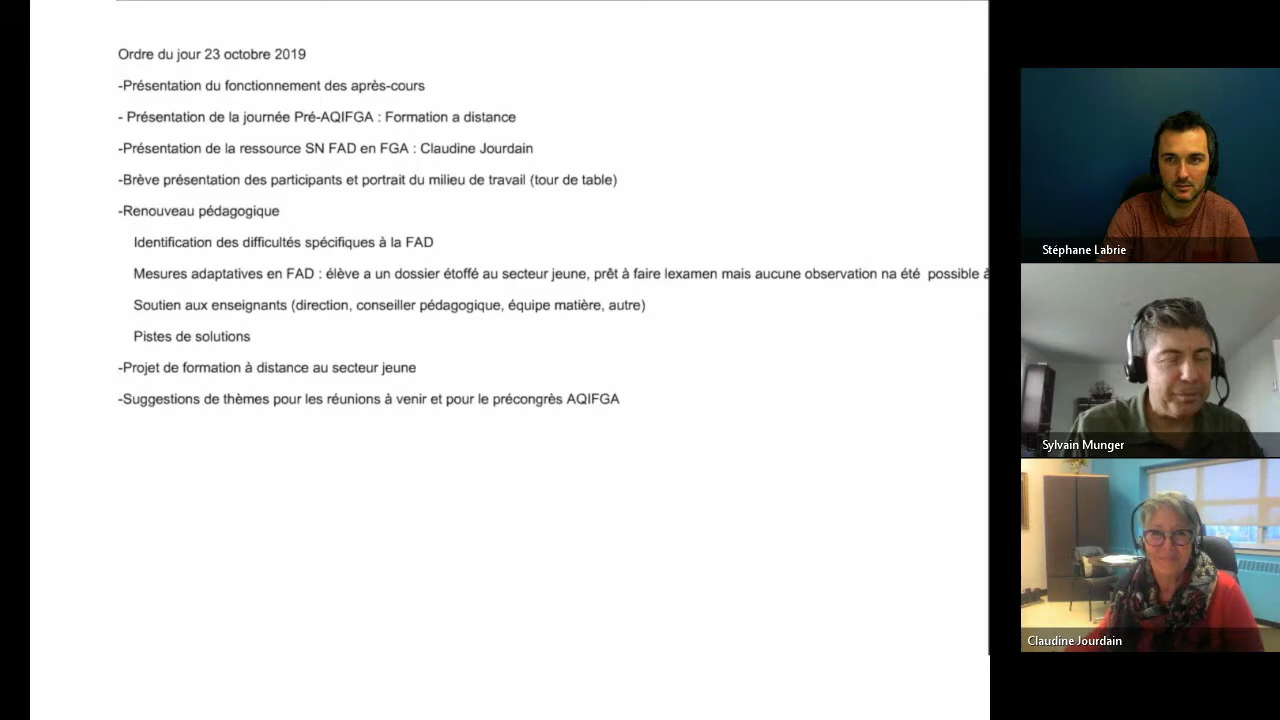 Ordre du jour 23 octobre 2019
-Présentation du fonctionnement des après-cours
- Présentation de la journée Pré-AQIFGA : Formation a distance
-Présentation de la ressource SN FAD en FGA : Claudine Jourdain
-Brève présentation des participants et portrait du milieu de travail (tour de table)
-Renouveau pédagogique
Identification des difficultés spécifiques à la FAD
Mesures adaptatives en FAD : élève a un dossier étoffé au secteur jeune, prêt à faire lexamen mais aucune observation na été possible à
Soutien aux enseignants (direction, conseiller pédagogique, équipe matière, autre)
Pistes de solutions
-Projet de formation à distance au secteur jeune
-Suggestions de thèmes pour les réunions à venir et pour le précongrès AQIFGA
Stéphane Labrie
Sylvain Munger
Claudine Jourdain